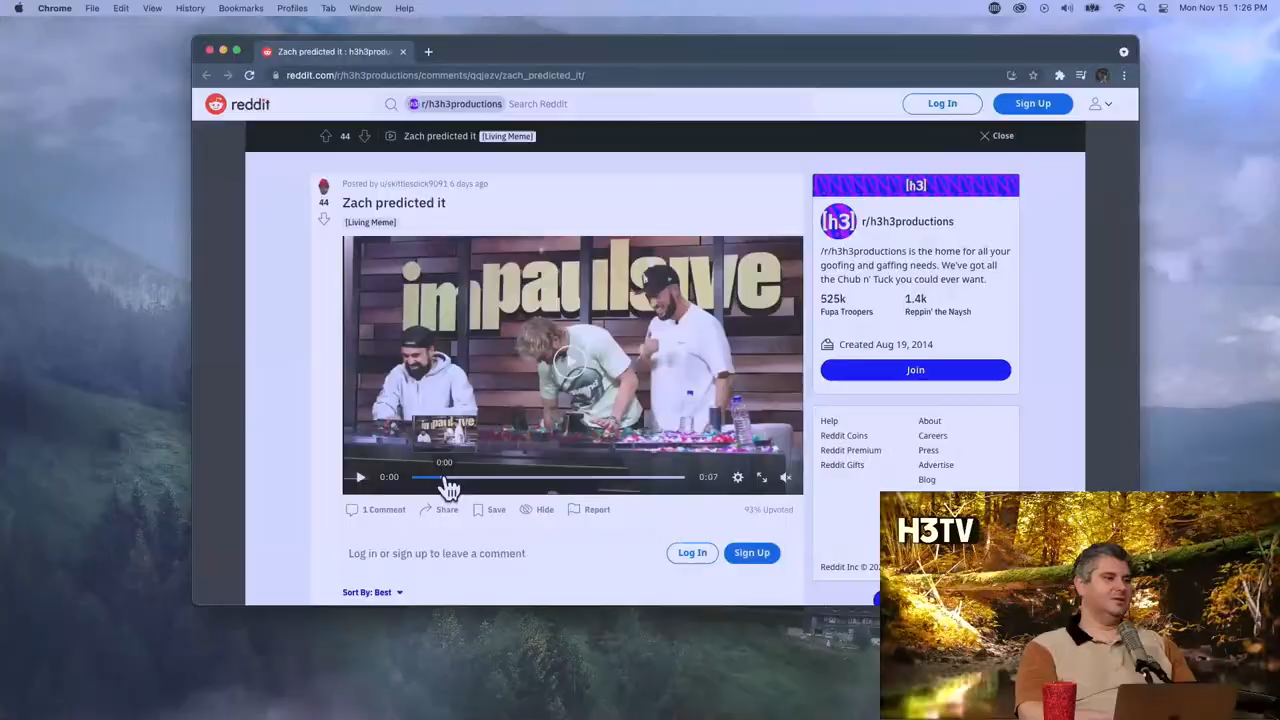 Chrome File Edit View History Bookmarks Profiles Tab Window Help
Mon Nov 15 1:26 PM
Zach predicted it : h3h3produ
reddit.com/r/h3h3productions/comments/qqjezv/zach_predicted_it/
reddit
r/h3h3productions Search Reddit
Log In
Sign Up
44
Zach predicted it [Living Meme]
Close
Posted by u/skittlesdick9091 6 days ago
44
Zach predicted it
[Living Meme]
impaulsive
0:00
0:00
0:07
1 Comment
Share
Save
Hide
Report
93% Upvoted
Log in or sign up to leave a comment
Log In
Sign Up
Sort By: Best
[h3]
[h3] r/h3h3productions
/r/h3h3productions is the home for all your
goofing and gaffing needs. We've got all
the Chub n' Tuck you could ever want.
525k
Fupa Troopers
1.4k
Reppin' the Naysh
Created Aug 19, 2014
Join
Help
Reddit Coins
Reddit Premium
Reddit Gifts
About
Careers
Press
Advertise
Blog
Reddit Inc © 202
H3TV